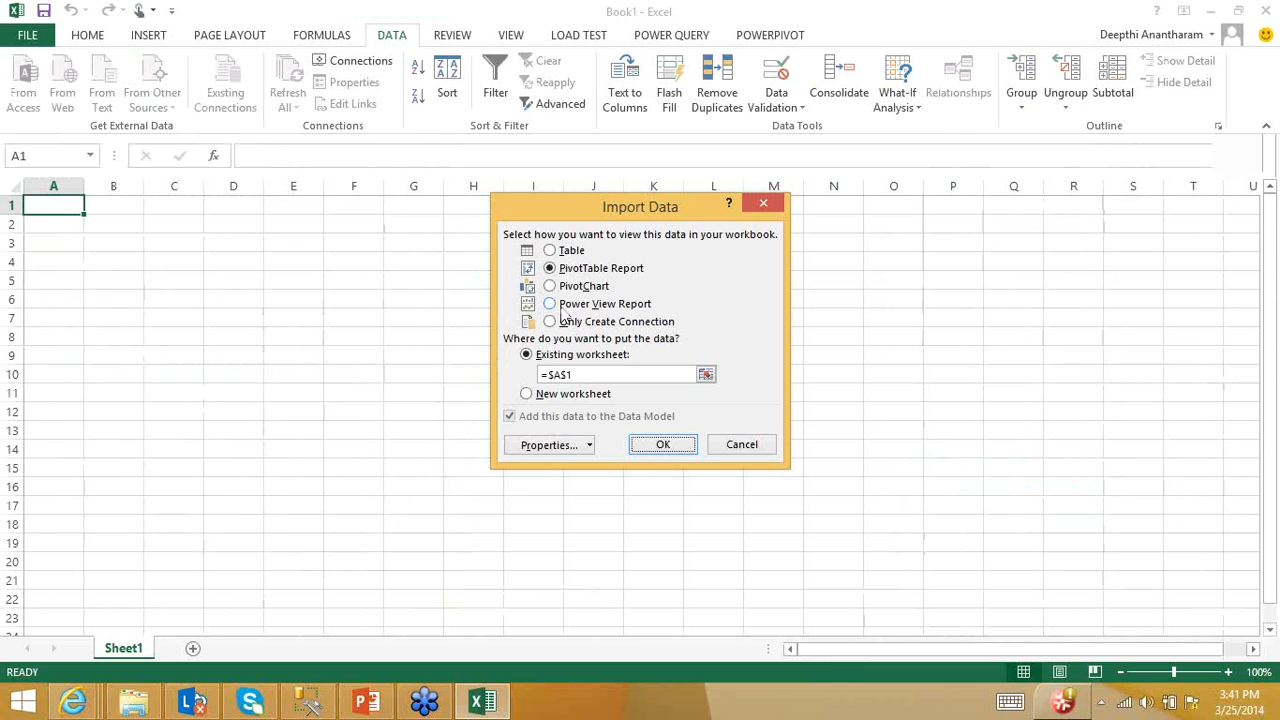 Book1 - Excel
FILE HOME INSERT PAGE LAYOUT FORMULAS DATA REVIEW VIEW LOAD TEST POWER QUERY POWERPIVOT Deepthi Anantharam
From Access
From Web
From Text
From Other Sources
Existing Connections
Get External Data
Refresh All
Connections
Properties
Edit Links
Connections
Sort
Filter
Clear
Reapply
Advanced
Sort & Filter
Text to Columns
Flash Fill
Remove Duplicates
Data Validation
Consolidate
What-If Analysis
Relationships
Data Tools
Group
Ungroup
Subtotal
Show Detail
Hide Detail
Outline
A1 fx
A B C D E F G H I J K L M N O P Q R S T U
1
2
3
4
5
6
7
8
9
10
11
12
13
14
15
16
17
18
19
20
21
22
23
Import Data ?
Select how you want to view this data in your workbook.
Table
PivotTable Report
PivotChart
Power View Report
Only Create Connection
Where do you want to put the data?
Existing worksheet:
=$A$1
New worksheet
Add this data to the Data Model
Properties... OK Cancel
Sheet1
READY 100%
3:41 PM
3/25/2014